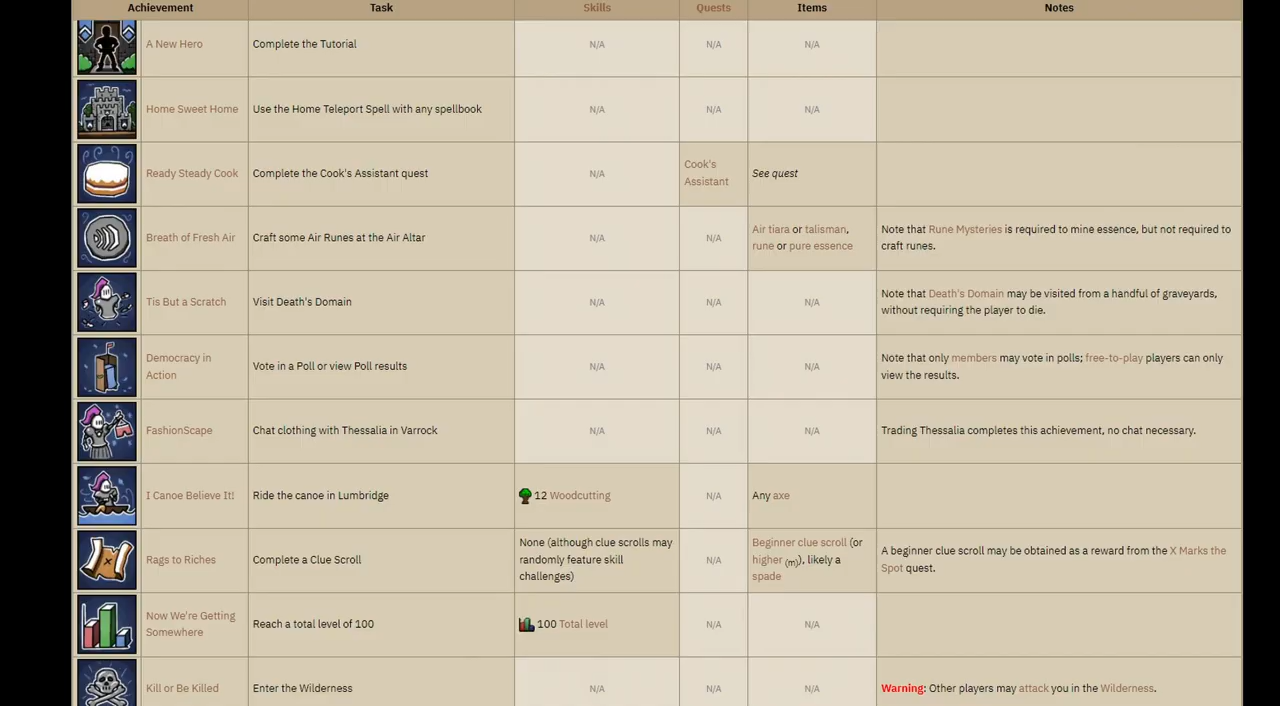 Achievement Task Skills Quests Items Notes
A New Hero Complete the Tutorial N/A N/A N/A
Home Sweet Home Use the Home Teleport Spell with any spellbook N/A N/A N/A
Ready Steady Cook Complete the Cook's Assistant quest N/A Cook's
Assistant See quest
Breath of Fresh Air Craft some Air Runes at the Air Altar N/A N/A Air tiara or talisman,
rune or pure essence Note that Rune Mysteries is required to mine essence, but not required to
craft runes.
Tis But a Scratch Visit Death's Domain N/A N/A N/A Note that Death's Domain may be visited from a handful of graveyards,
without requiring the player to die.
Democracy in
Action Vote in a Poll or view Poll results N/A N/A N/A Note that only members may vote in polls; free-to-play players can only
view the results.
FashionScape Chat clothing with Thessalia in Varrock N/A N/A N/A Trading Thessalia completes this achievement, no chat necessary.
I Canoe Believe It! Ride the canoe in Lumbridge 12 Woodcutting N/A Any axe
Rags to Riches Complete a Clue Scroll None (although clue scrolls may
randomly feature skill
challenges) N/A Beginner clue scroll (or
higher (m)), likely a
spade A beginner clue scroll may be obtained as a reward from the X Marks the
Spot quest.
Now We're Getting
Somewhere Reach a total level of 100 100 Total level N/A N/A
Kill or Be Killed Enter the Wilderness N/A N/A N/A Warning: Other players may attack you in the Wilderness.